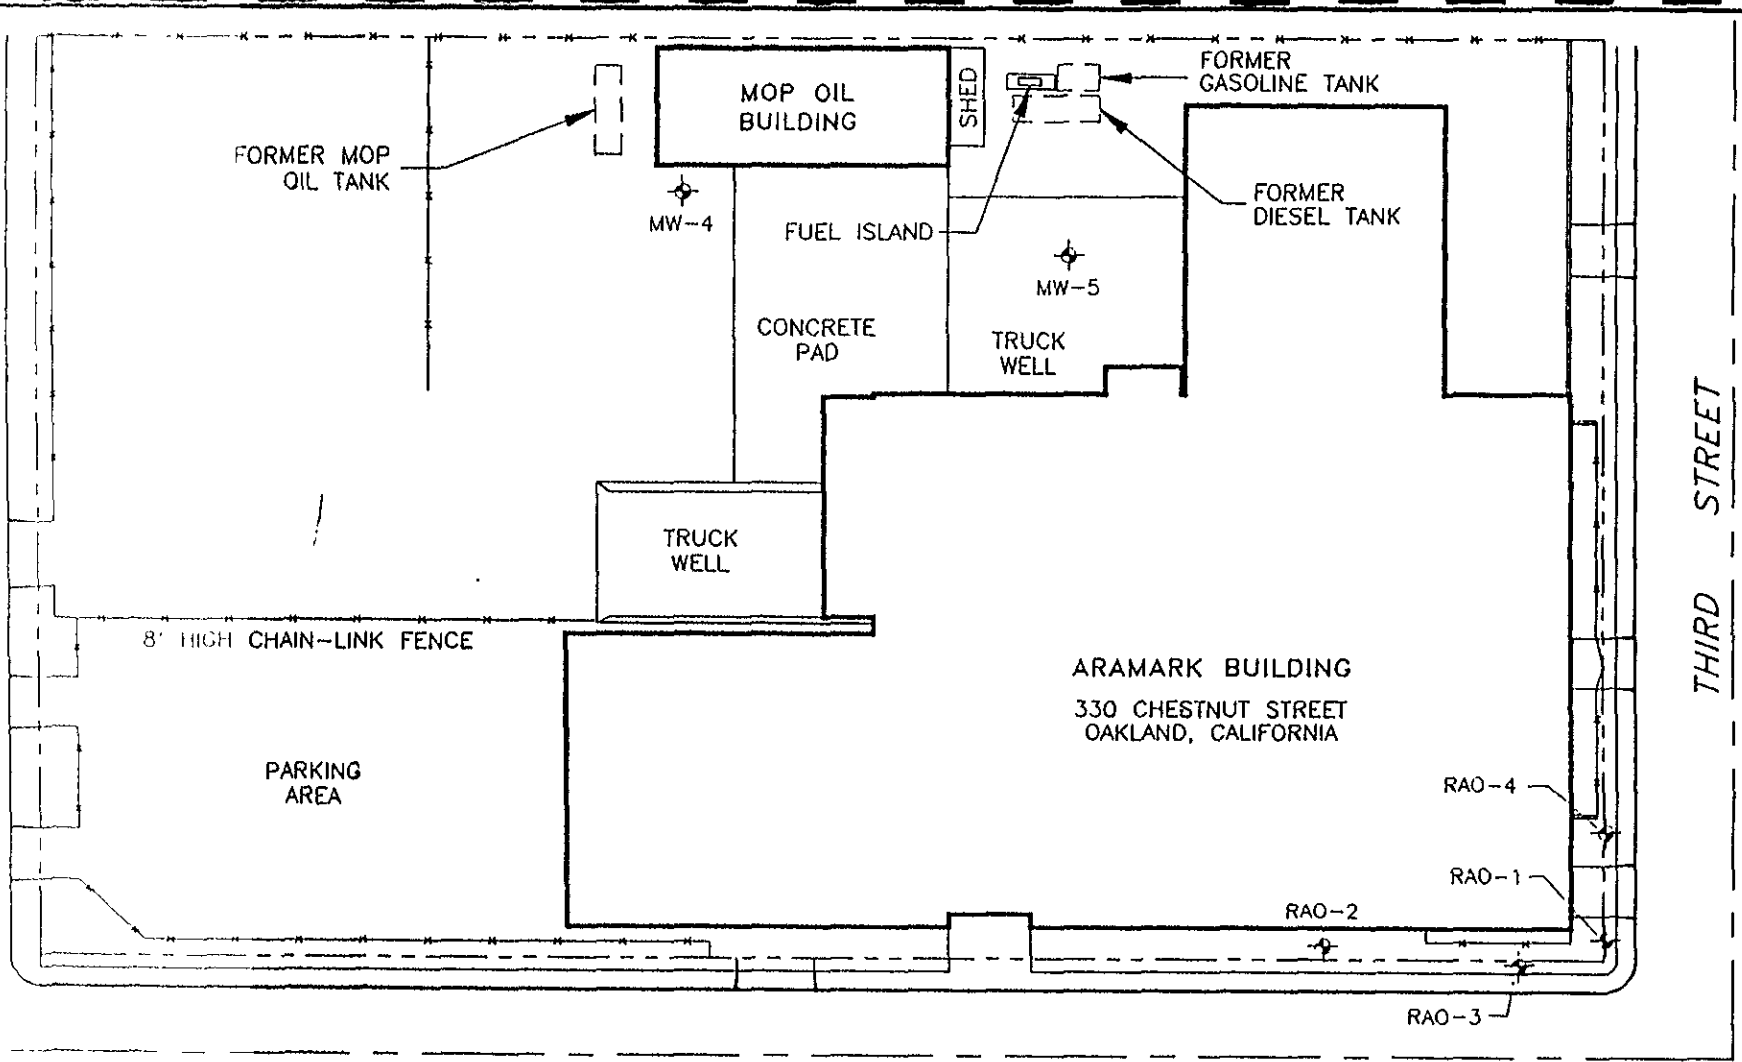 FORMER
GASOLINE TANK
MOP OIL
BUILDING
SHED
FORMER MOP
OIL TANK
FORMER
DIESEL TANK
MW-4
FUEL ISLAND
MW-5
CONCRETE
PAD
TRUCK
WELL
THIRD STREET
TRUCK
WELL
8' HIGH CHAIN-LINK FENCE
ARAMARK BUILDING
330 CHESTNUT STREET
OAKLAND, CALIFORNIA
PARKING
AREA
RAO-4
RAO-1
RAO-2
RAO-3